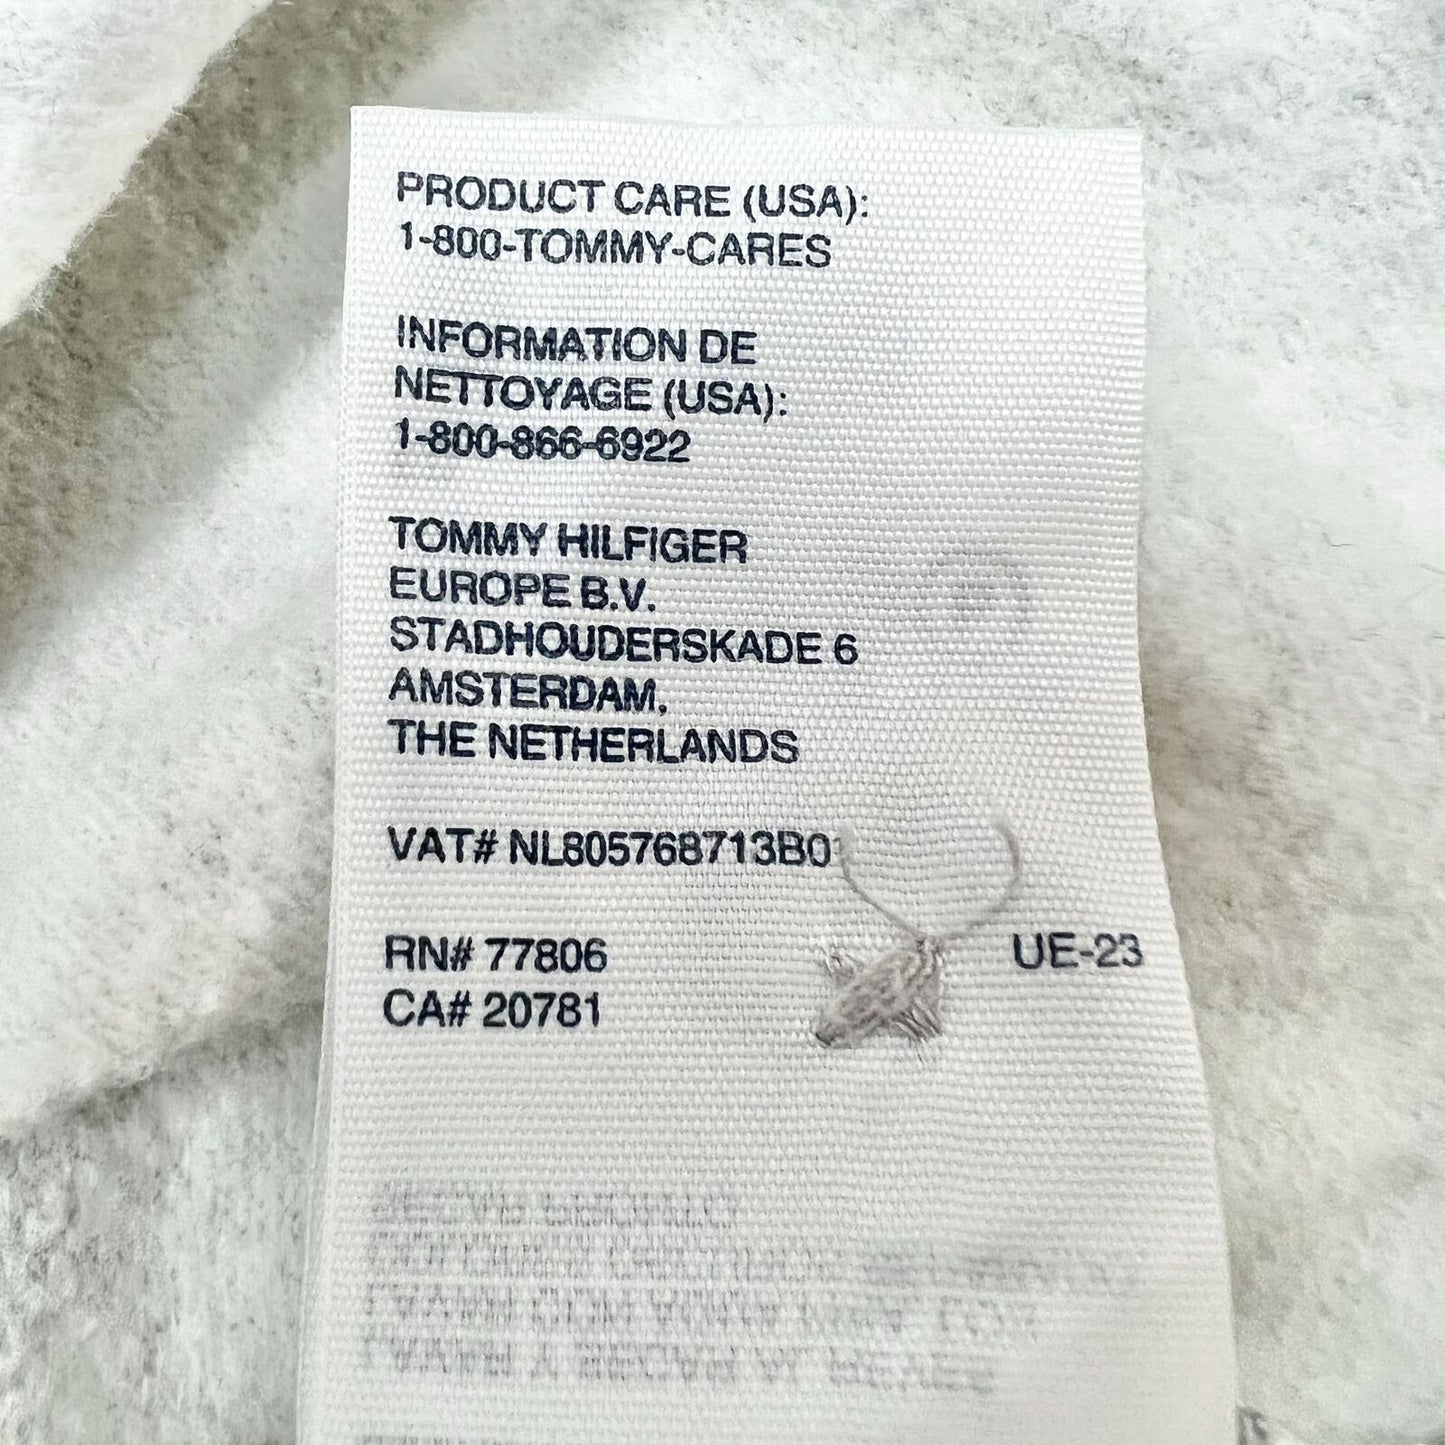 PRODUCT CARE (USA):
1-800-TOMMY-CARES
INFORMATION DE
NETTOYAGE (USA):
1-800-866-6922
TOMMY HILFIGER
EUROPE B.V.
STADHOUDERSKADE 6
AMSTERDAM,
THE NETHERLANDS
VAT# NL805768713B01
RN# 77806 UE-23
CA# 20781